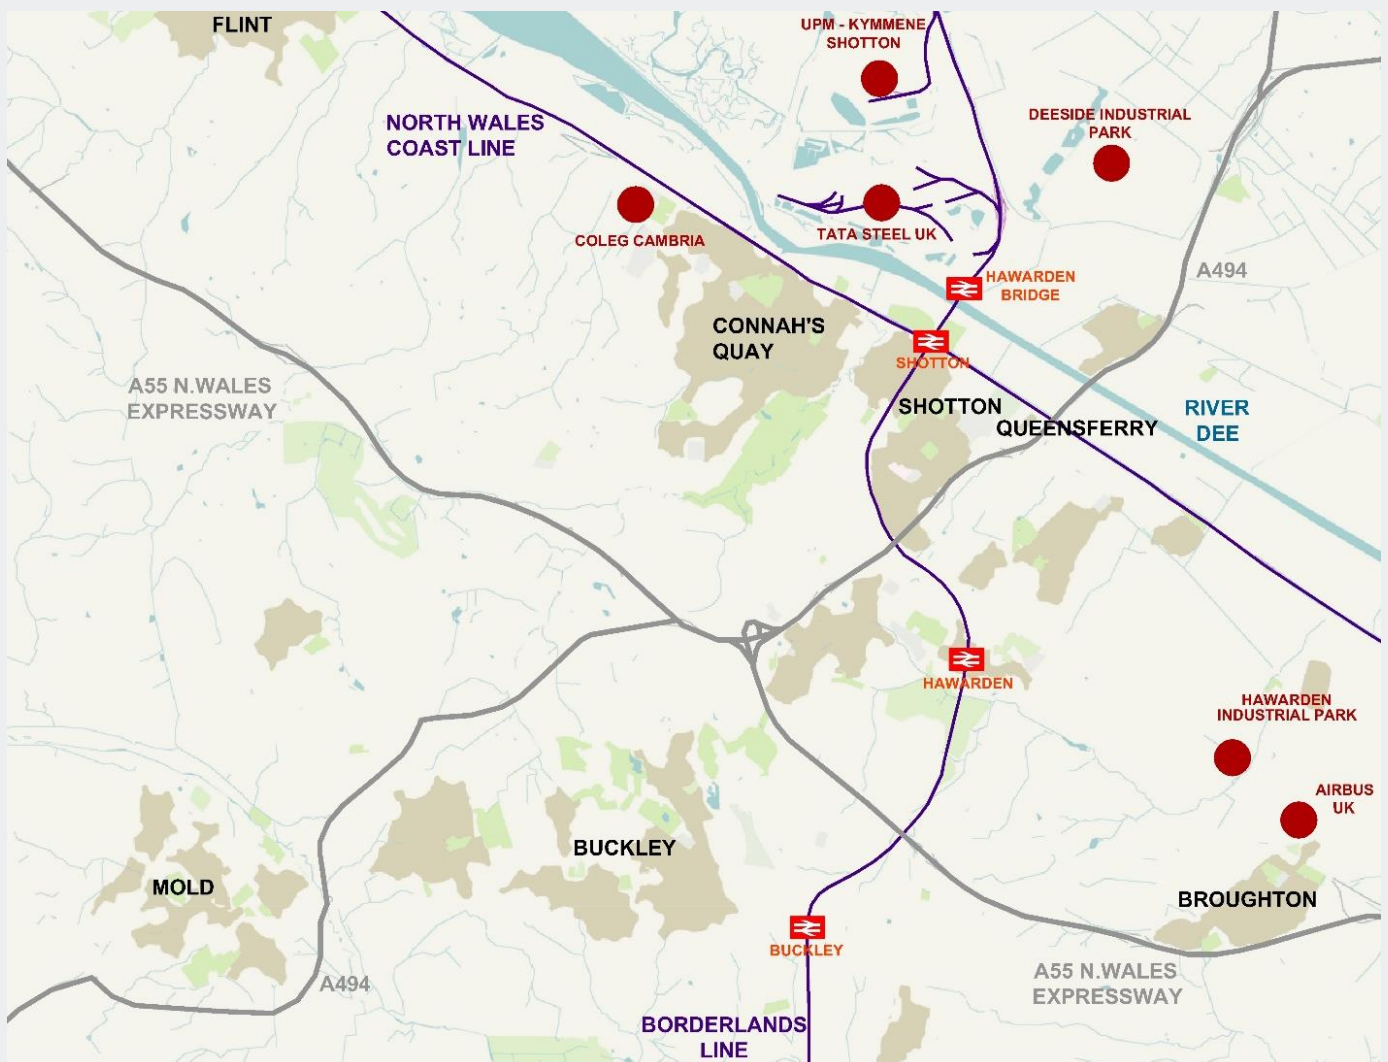 FLINT
UPM - KYMMENE
SHOTTON
NORTH WALES
COAST LINE
DEESIDE INDUSTRIAL
PARK
COLEG CAMBRIA
TATA STEEL UK
HAWARDEN
BRIDGE
A494
CONNAH'S
QUAY
SHOTTON
A55 N.WALES
EXPRESSWAY
SHOTTON
QUEENSFERRY
RIVER
DEE
HAWARDEN
HAWARDEN
INDUSTRIAL PARK
AIRBUS
UK
BUCKLEY
MOLD
BROUGHTON
BUCKLEY
A494
A55 N.WALES
EXPRESSWAY
BORDERLANDS
LINE